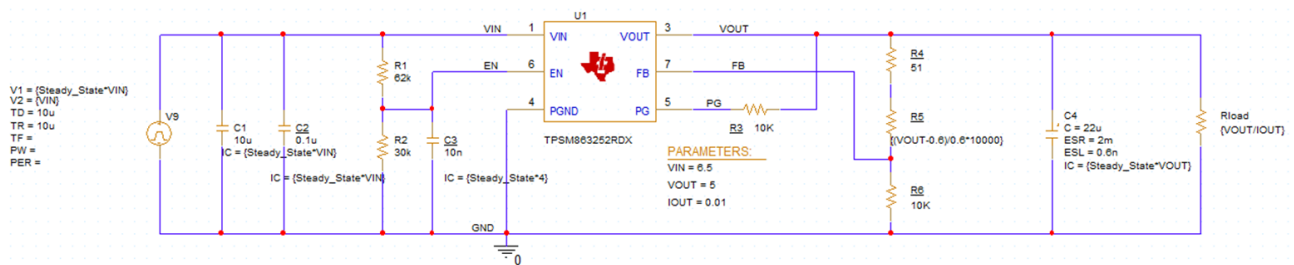 U1
VIN
1
VIN
VOUT
3
VOUT
R1
62k
R4
51
EN
6
EN
FB
7
FB
V1 = {Steady_State*VIN}
V2 = {VIN}
TD = 10u
TR = 10u
TF =
PW =
PER =
V9
4
PGND
PG
5
PG
C1
10u
IC = {Steady_State*VIN}
C2
0.1u
IC = {Steady_State*VIN}
R2
30k
C3
10n
IC = {Steady_State*4}
TPSM863252RDX
R3
10K
R5
{(VOUT-0.6)/0.6*10000}
C4
C = 22u
ESR = 2m
ESL = 0.6n
IC = {Steady_State*VOUT}
Rload
{VOUT/IOUT}
PARAMETERS:
VIN = 6.5
VOUT = 5
IOUT = 0.01
R6
10K
GND
0